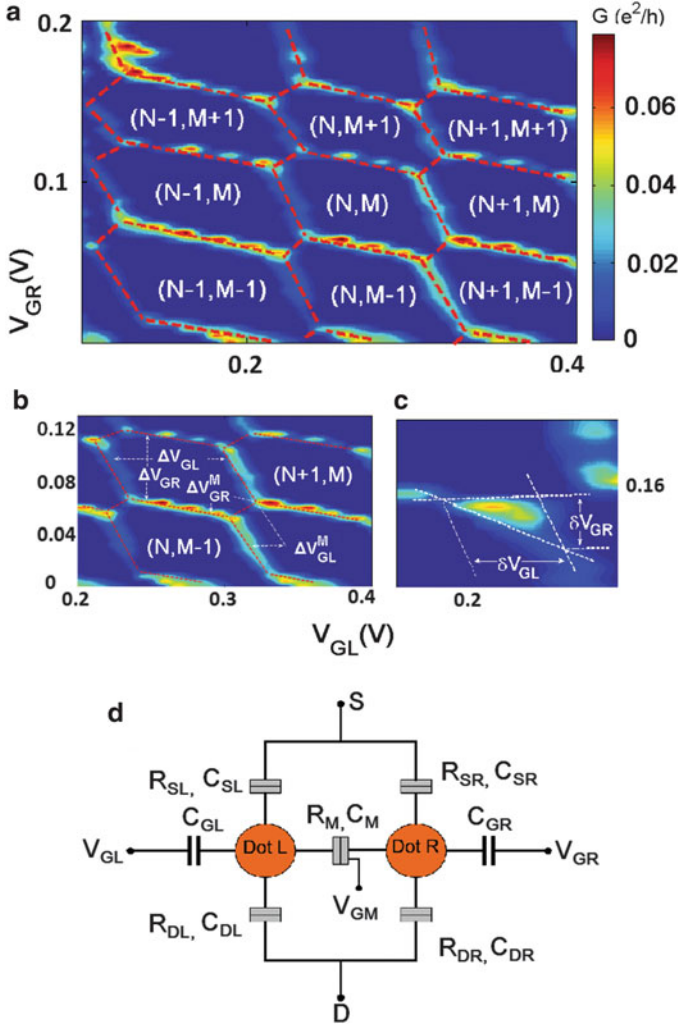 a
0.2
G (e²/h)
(N-1,M+1)
(N,M+1)
(N+1,M+1)
0.06
V_GR(V)
0.1
(N-1,M)
(N,M)
(N+1,M)
0.04
(N-1,M-1)
(N,M-1)
(N+1,M-1)
0.02
0
0.2
0.4
b
c
0.12
ΔV_GL
(N+1,M)
0.08
ΔV_GR
ΔV^M_GR
0.16
δV_GR
0.04
(N,M-1)
ΔV^M_GL
δV_GL
0
0.2
0.3
0.4
0.2
V_GL(V)
d
S
R_SL, C_SL
R_SR, C_SR
C_GL
R_M,C_M
C_GR
V_GL
Dot L
Dot R
V_GR
V_GM
R_DL, C_DL
R_DR, C_DR
D